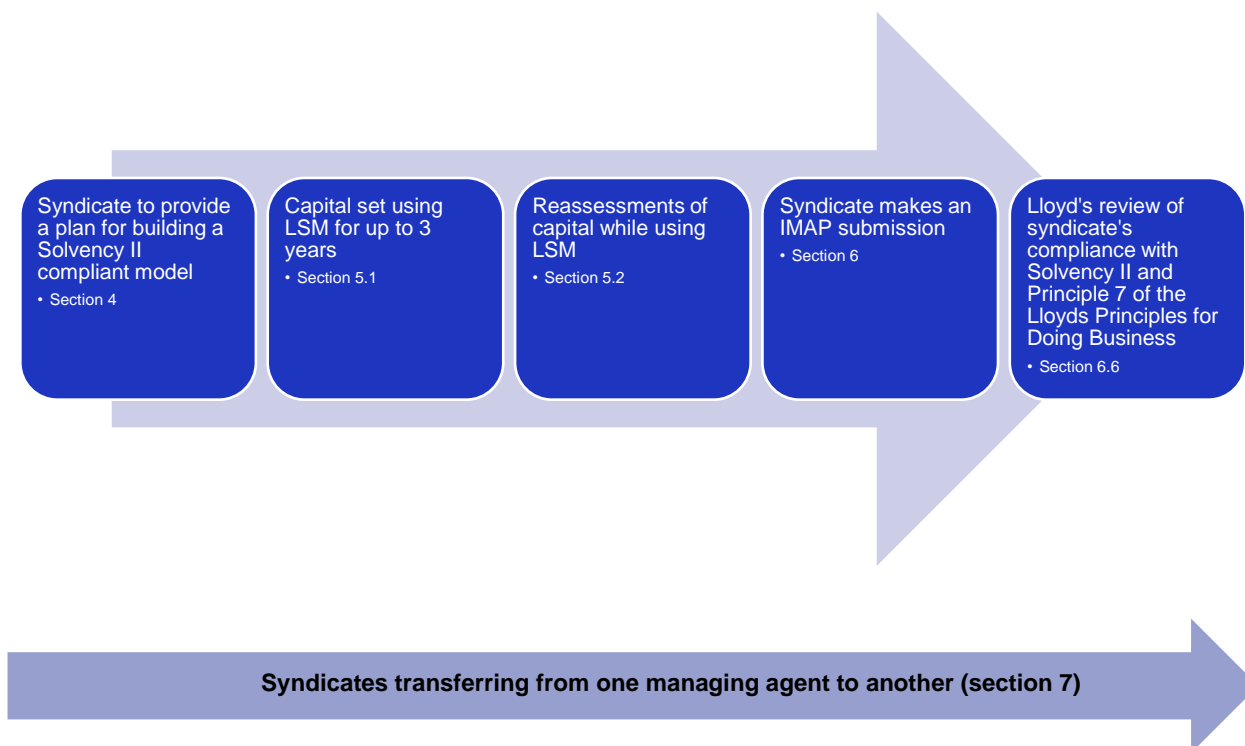 Syndicate to provide
a plan for building a
Solvency II
compliant model
• Section 4
Capital set using
LSM for up to 3
years
• Section 5.1
Reassessments of
capital while using
LSM
• Section 5.2
Syndicate makes an
IMAP submission
• Section 6
Lloyd's review of
syndicate's
compliance with
Solvency II and
Principle 7 of the
Lloyds Principles for
Doing Business
• Section 6.6
Syndicates transferring from one managing agent to another (section 7)